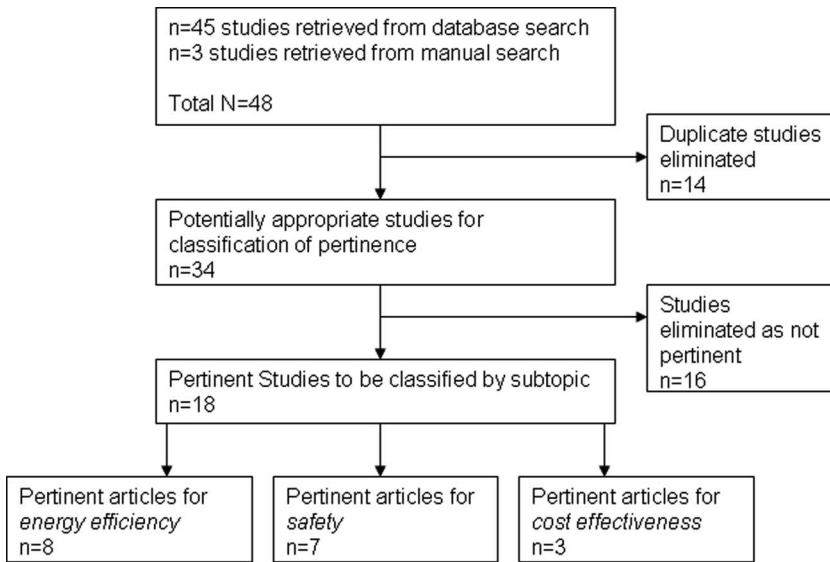 n=45 studies retrieved from database search
n=3 studies retrieved from manual search
Total N=48
Duplicate studies
eliminated
n=14
Potentially appropriate studies for
classification of pertinence
n=34
Studies
eliminated as not
pertinent
n=16
Pertinent Studies to be classified by subtopic
n=18
Pertinent articles for
energy efficiency
n=8
Pertinent articles for
safety
n=7
Pertinent articles for
cost effectiveness
n=3